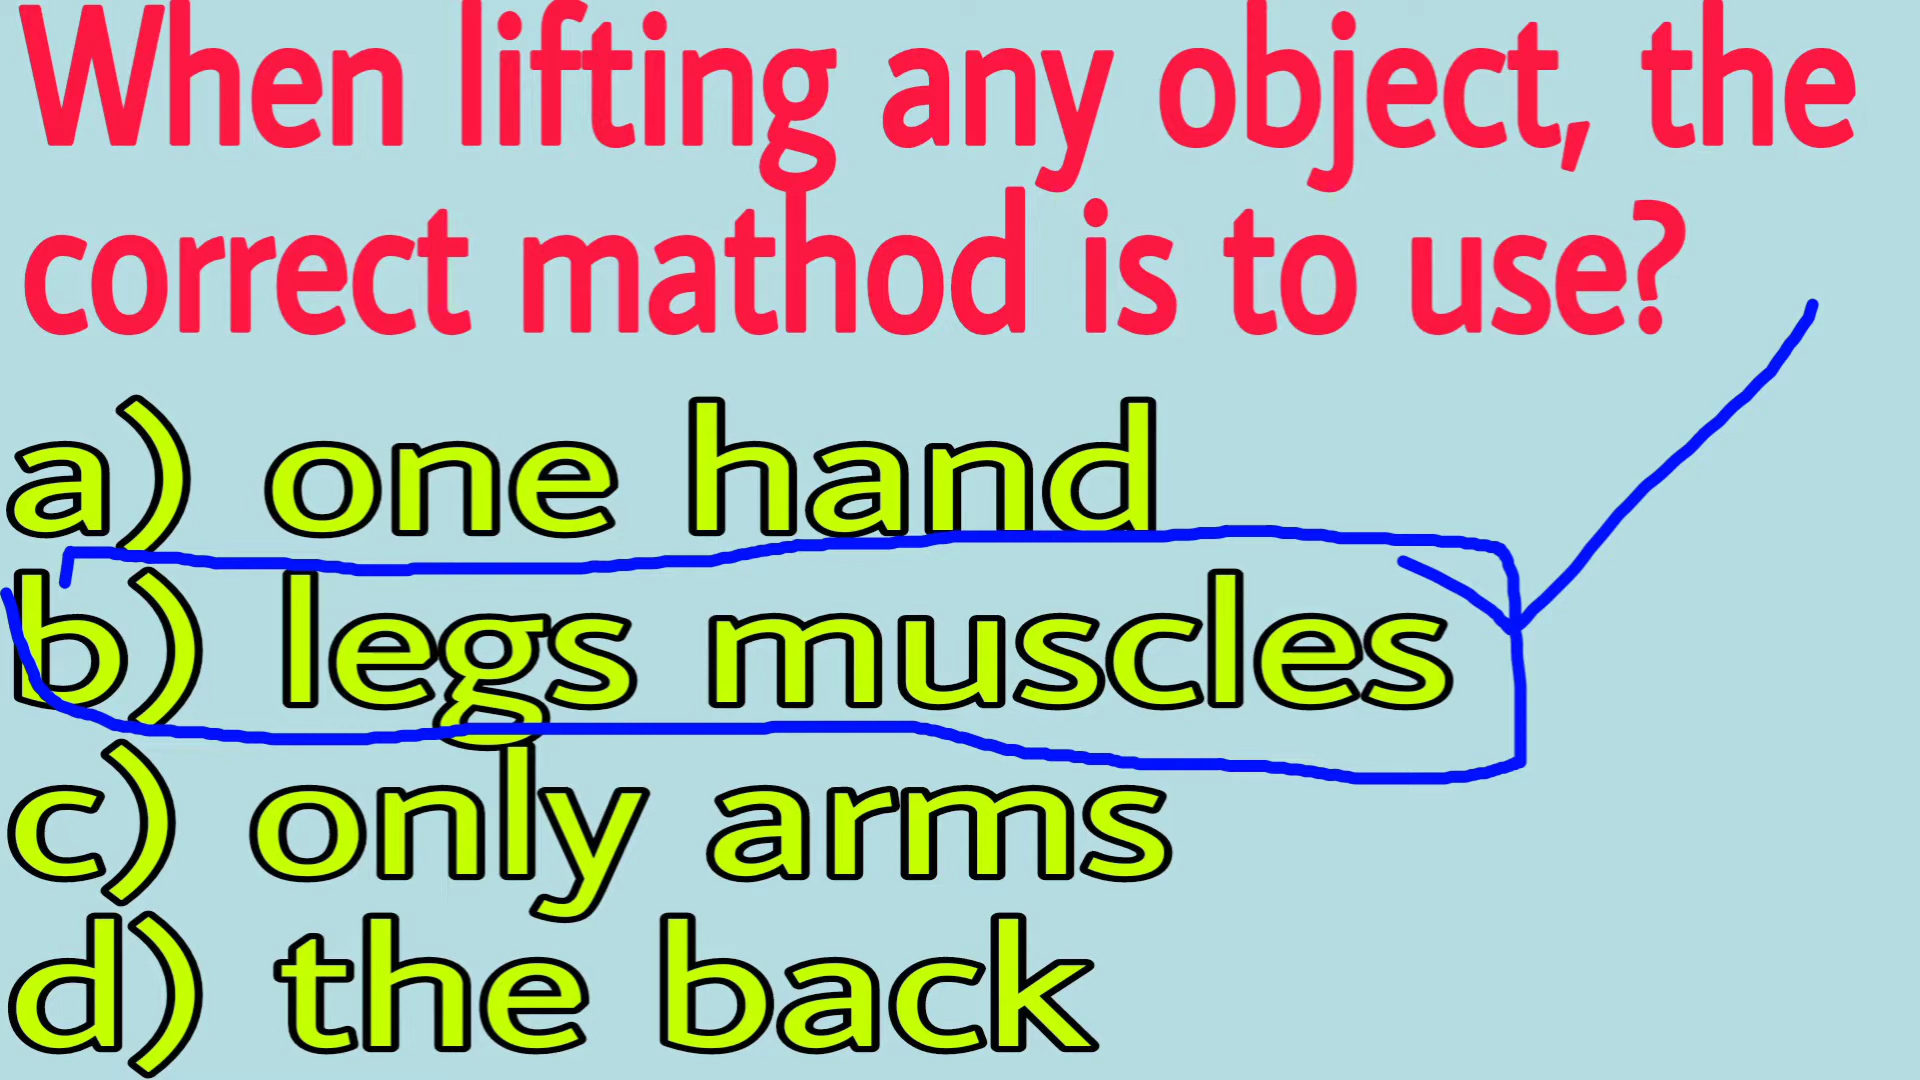 When lifting any object, the
correct mathod is to use?
a) one hand
b) legs muscles
c) only arms
d) the back